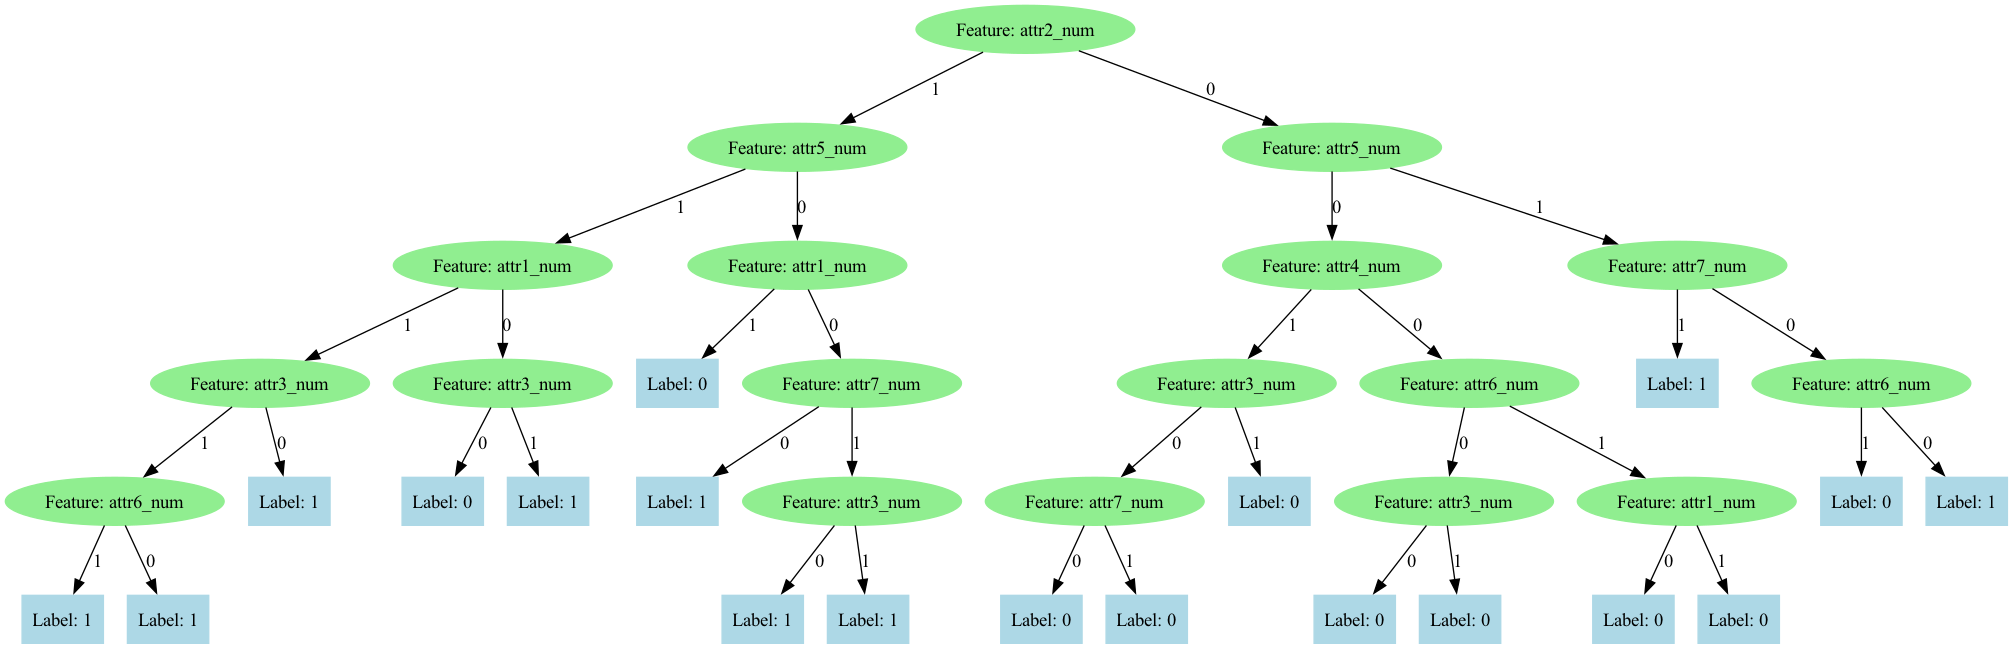 Feature: attr2_num
1
0
Feature: attr5_num
Feature: attr5_num
1
0
0
1
Feature: attr1_num
Feature: attr1_num
Feature: attr4_num
Feature: attr7_num
1
0
1
0
1
0
1
0
Feature: attr3_num
Feature: attr3_num
Label: 0
Feature: attr7_num
Feature: attr3_num
Feature: attr6_num
Label: 1
Feature: attr6_num
1
0
0
1
0
1
0
1
0
1
1
0
Feature: attr6_num
Label: 1
Label: 0
Label: 1
Label: 1
Feature: attr3_num
Feature: attr7_num
Label: 0
Feature: attr3_num
Feature: attr1_num
Label: 0
Label: 1
1
0
0
1
0
1
0
1
0
1
Label: 1
Label: 1
Label: 1
Label: 1
Label: 0
Label: 0
Label: 0
Label: 0
Label: 0
Label: 0